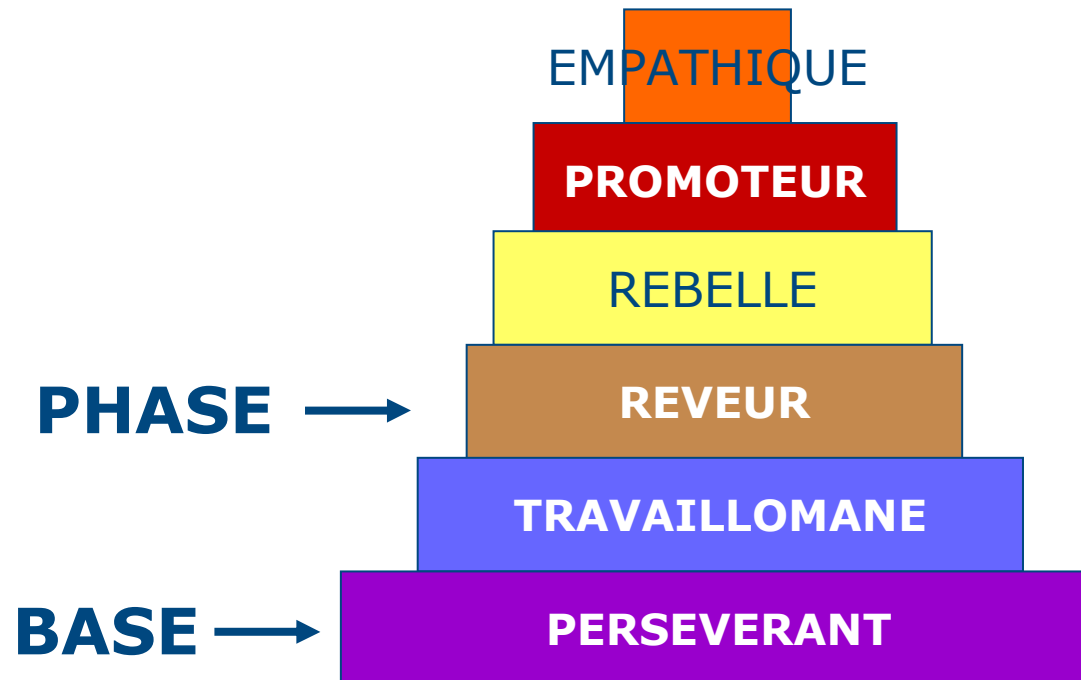 EMPATHIQUE
PROMOTEUR
REBELLE
PHASE
REVEUR
TRAVAILLOMANE
BASE
PERSEVERANT